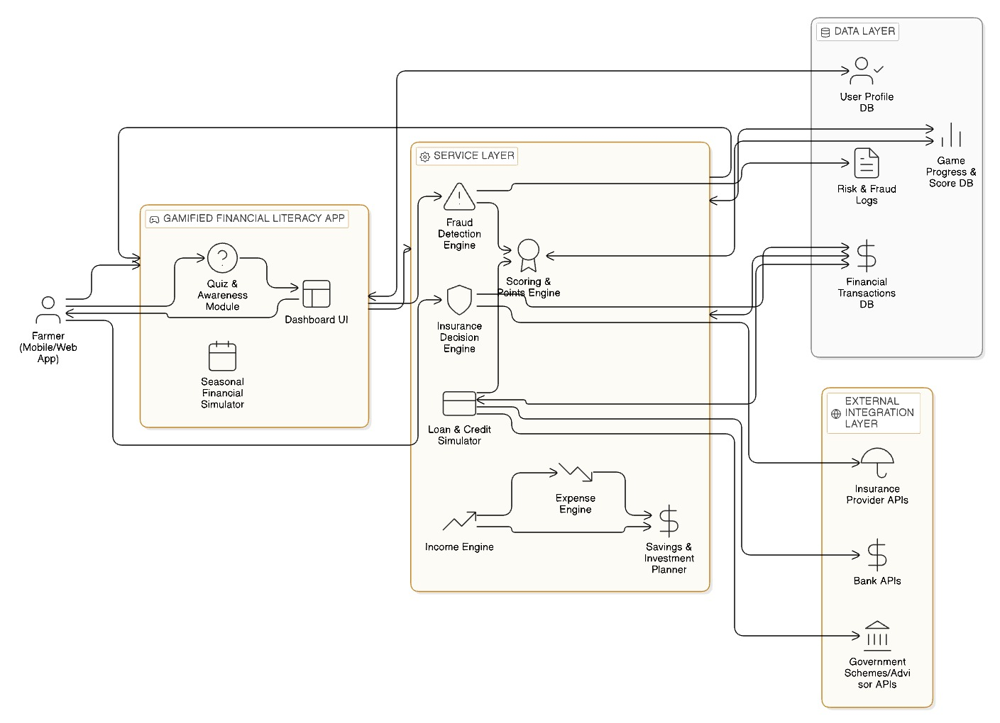 DATA LAYER
User Profile
DB
Game
Progress &
Score DB
Risk & Fraud
Logs
Financial
Transactions
DB
SERVICE LAYER
Fraud
Detection
Engine
Scoring &
Points Engine
Insurance
Decision
Engine
Loan & Credit
Simulator
Expense
Engine
Income Engine
Savings &
Investment
Planner
GAMIFIED FINANCIAL LITERACY APP
Quiz &
Awareness
Module
Dashboard UI
Seasonal
Financial
Simulator
Farmer
(Mobile/Web
App)
EXTERNAL
INTEGRATION
LAYER
Insurance
Provider APIs
Bank APIs
Government
Schemes/Advi
sor APIs